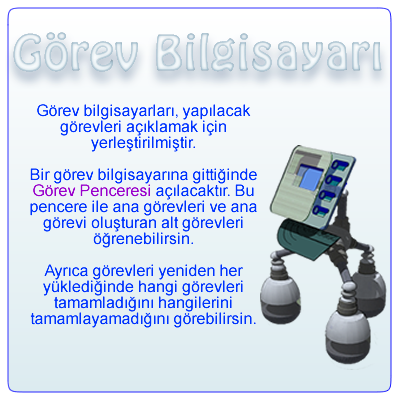 Görev Bilgisayarı
Görev bilgisayarları, yapılacak
görevleri açıklamak için
yerleştirilmiştir.
Bir görev bilgisayarına gittiğinde
Görev Penceresi açılacaktır. Bu
pencere ile ana görevleri ve ana
görevi oluşturan alt görevleri
öğrenebilirsin.
Ayrıca görevleri yeniden her
yüklediğinde hangi görevleri
tamamladığını hangilerini
tamamlayamadığını görebilirsin.